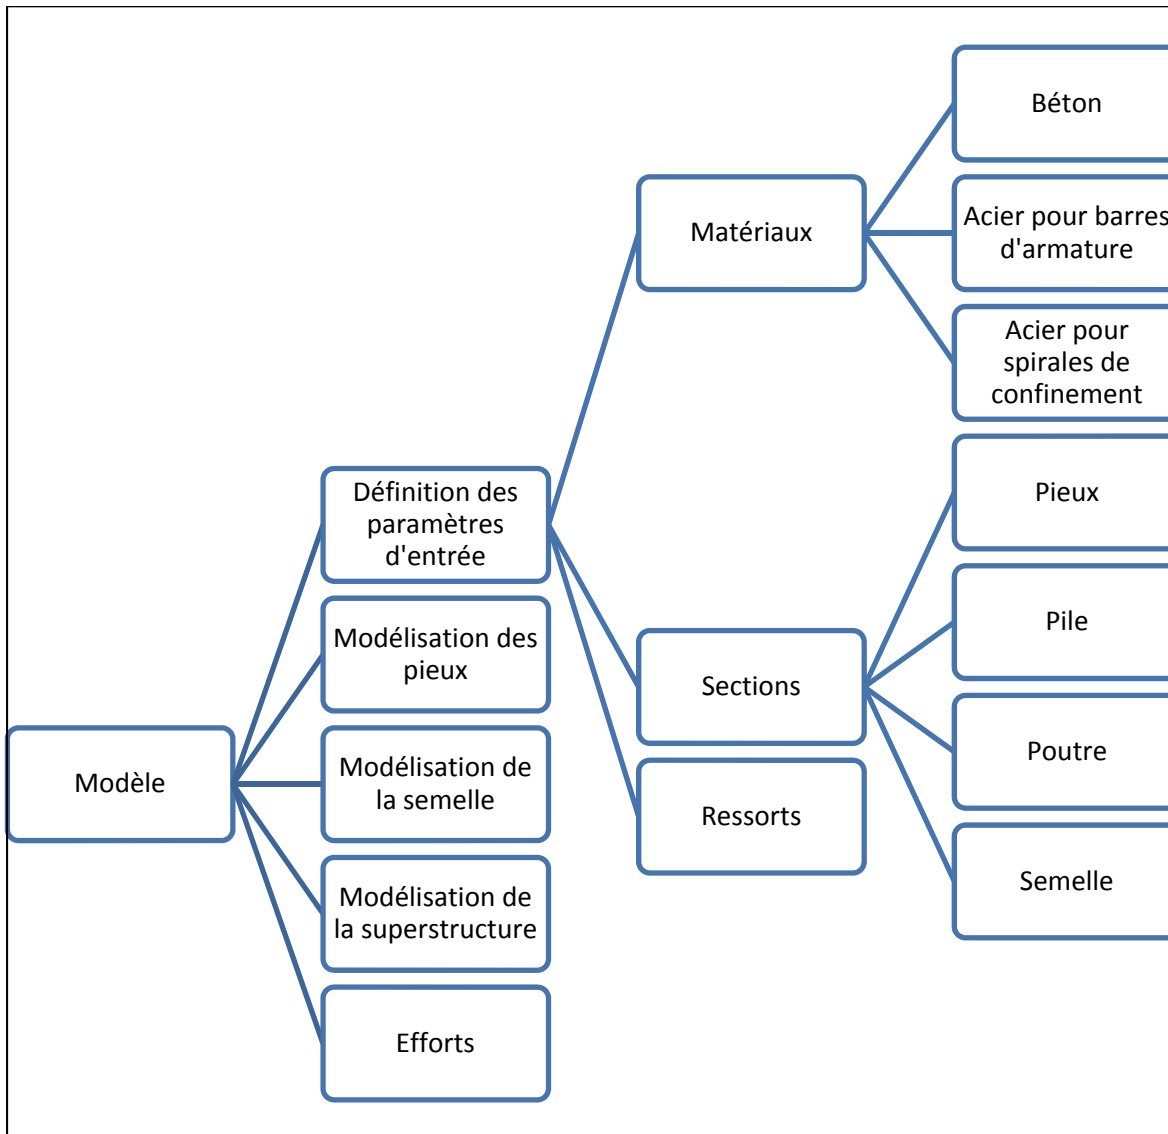 Modèle
Définition des
paramètres
d'entrée
Modélisation des
pieux
Modélisation de
la semelle
Modélisation de
la superstructure
Efforts
Matériaux
Sections
Ressorts
Béton
Acier pour barres
d'armature
Acier pour
spirales de
confinement
Pieux
Pile
Poutre
Semelle